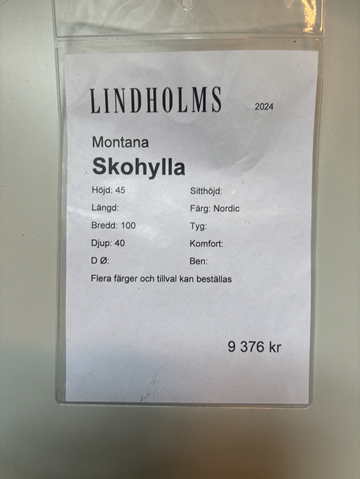 LINDHOLMS 2024
Montana
Skohylla
Höjd: 45 Sitthöjd:
Längd: Färg: Nordic
Bredd: 100 Tyg:
Djup: 40 Komfort:
D Ø: Ben:
Flera färger och tillval kan beställas
9 376 kr